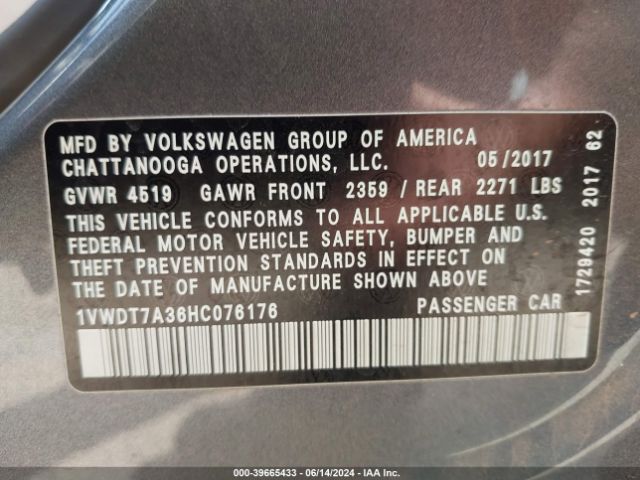 MFD BY VOLKSWAGEN GROUP OF AMERICA
CHATTANOOGA OPERATIONS, LLC. 05/2017
GVWR 4519 GAWR FRONT 2359 / REAR 2271 LBS
THIS VEHICLE CONFORMS TO ALL APPLICABLE U.S.
FEDERAL MOTOR VEHICLE SAFETY, BUMPER AND
THEFT PREVENTION STANDARDS IN EFFECT ON
THE DATE OF MANUFACTURE SHOWN ABOVE
1VWDT7A36HC076176 PASSENGER CAR
1729420 2017 62
000-39665433 - 06/14/2024 - IAA Inc.